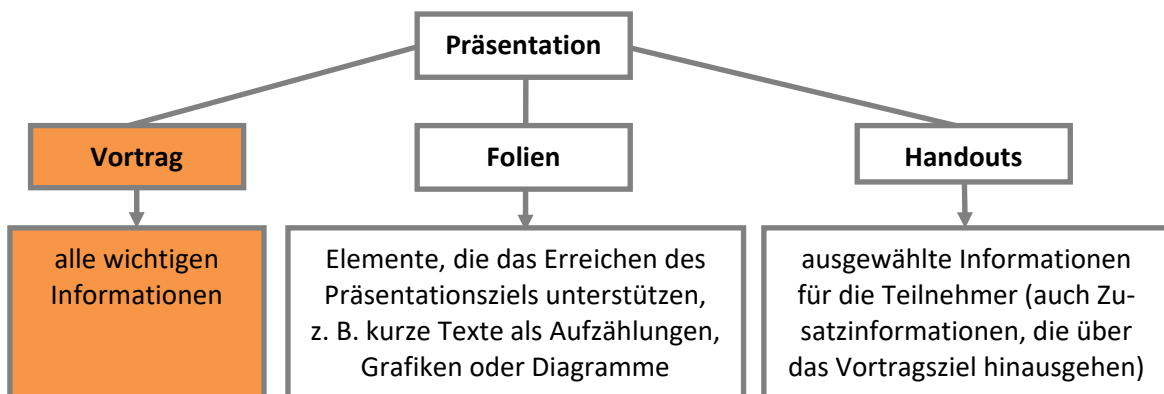 Präsentation
Vortrag
Folien
Handouts
alle wichtigen
Informationen
Elemente, die das Erreichen des
Präsentationsziels unterstützen,
z. B. kurze Texte als Aufzählungen,
Grafiken oder Diagramme
ausgewählte Informationen
für die Teilnehmer (auch Zu-
satzinformationen, die über
das Vortragsziel hinausgehen)